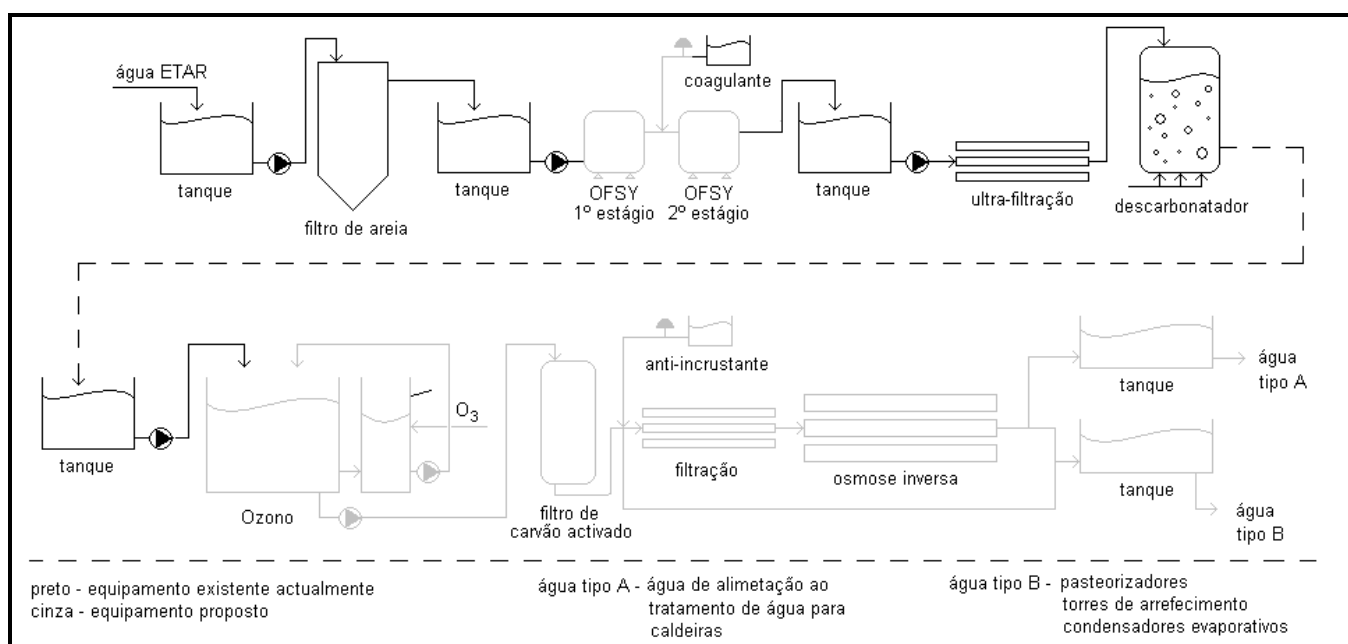 água ETAR
tanque
filtro de areia
tanque
coagulante
OFSY
1º estágio
OFSY
2º estágio
tanque
ultra-filtração
descarbonatador
tanque
Ozono
O3
filtro de
carvão activado
anti-incrustante
filtração
osmose inversa
tanque
água
tipo A
tanque
água
tipo B
preto - equipamento existente actualmente
cinza - equipamento proposto
água tipo A - água de alimetação ao
tratamento de água para
caldeiras
água tipo B - pasteorizadores
torres de arrefecimento
condensadores evaporativos